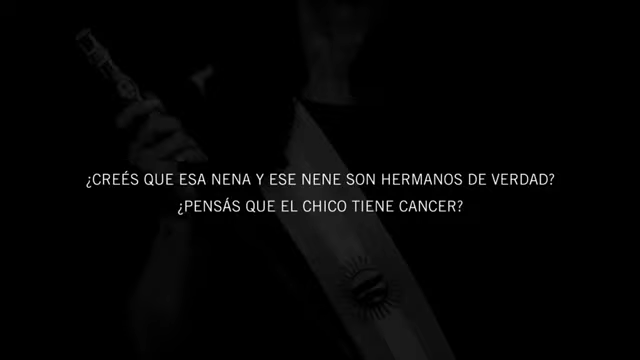 ¿CREÉS QUE ESA NENA Y ESE NENE SON HERMANOS DE VERDAD?
¿PENSÁS QUE EL CHICO TIENE CANCER?